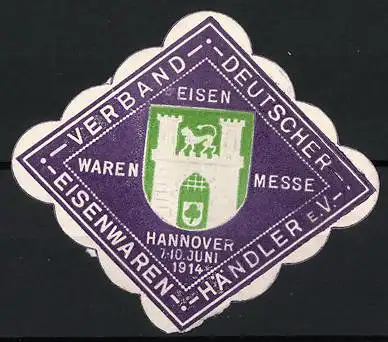 VERBAND
DEUTSCHER
EISENWAREN-
HÄNDLER e.V.
EISEN
WAREN MESSE
HANNOVER
7.-10. JUNI
1914